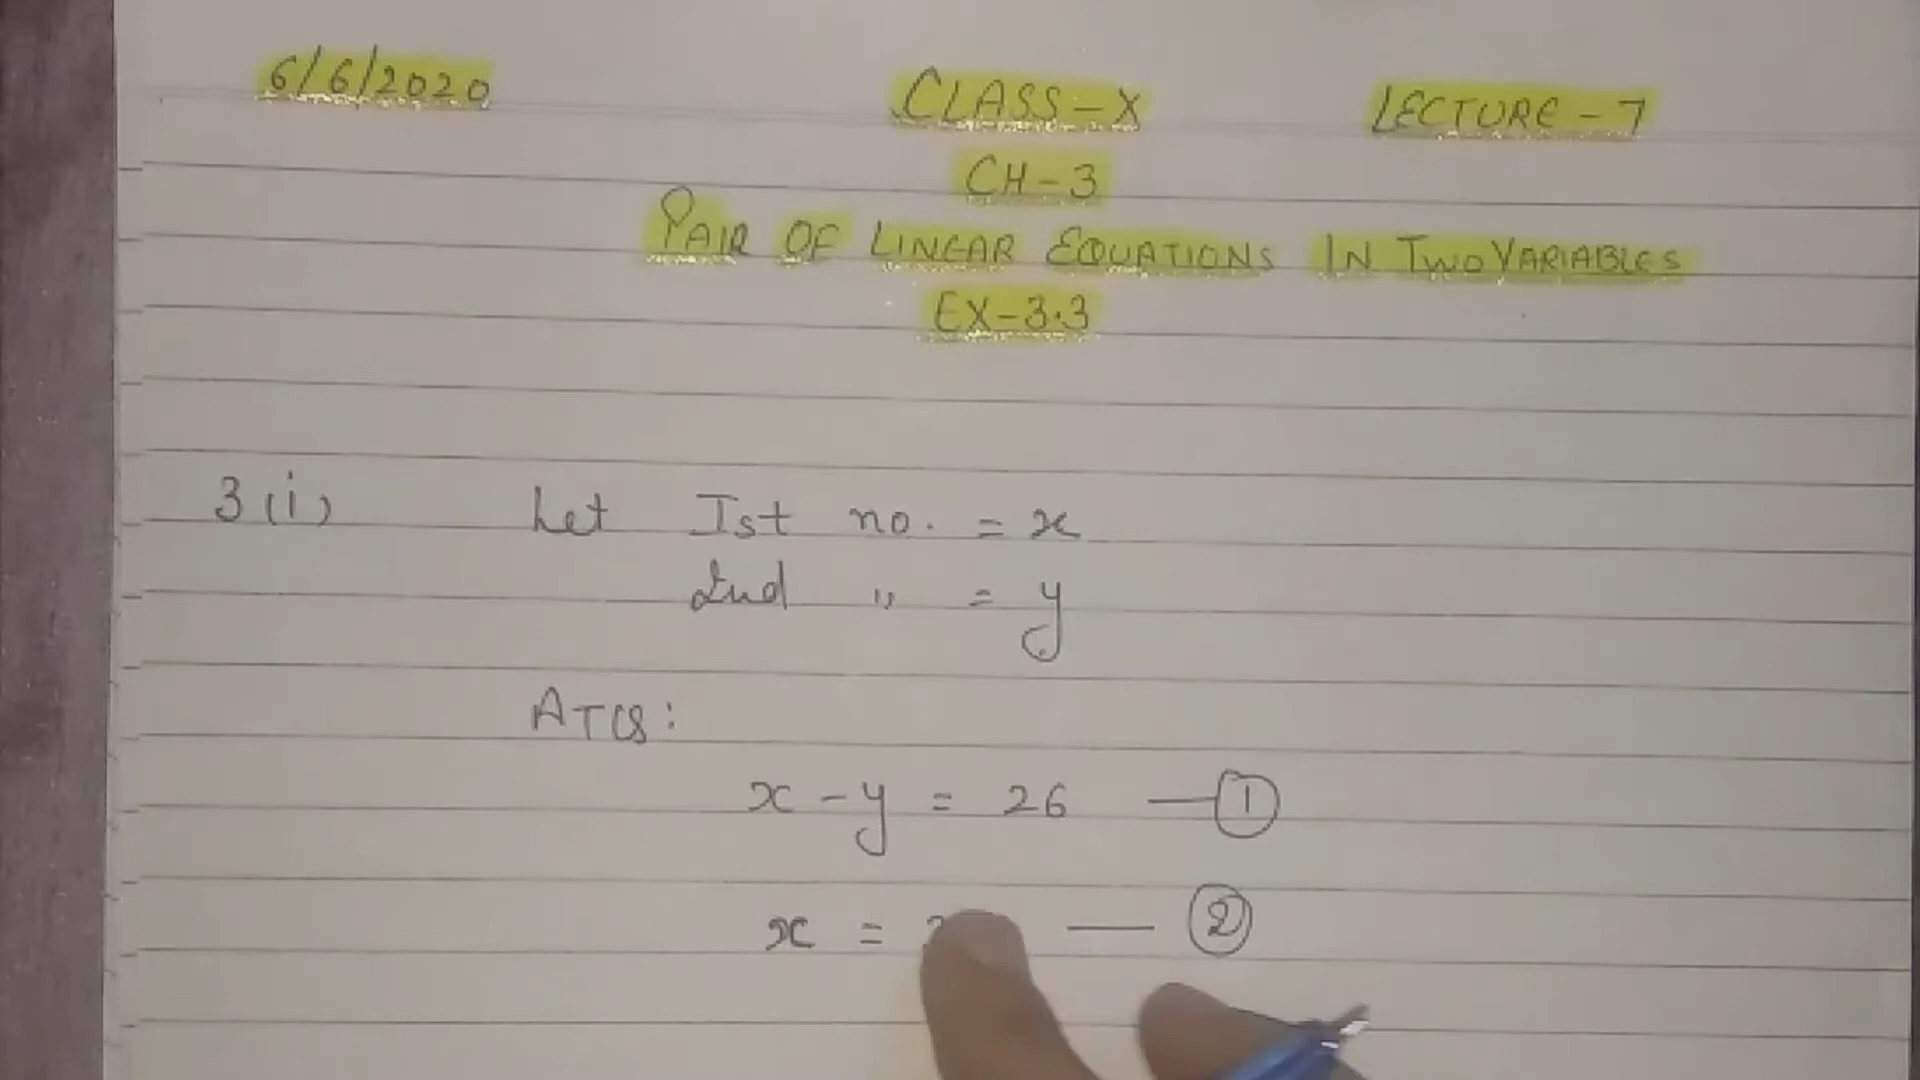 6/6/2020 CLASS-X LECTURE-7
CH-3
PAIR OF LINEAR EQUATIONS IN TWO VARIABLES
EX-3.3
3(i) Let Ist no. = x
2nd " = y
ATQ:
x - y = 26 — 1
x = — 2